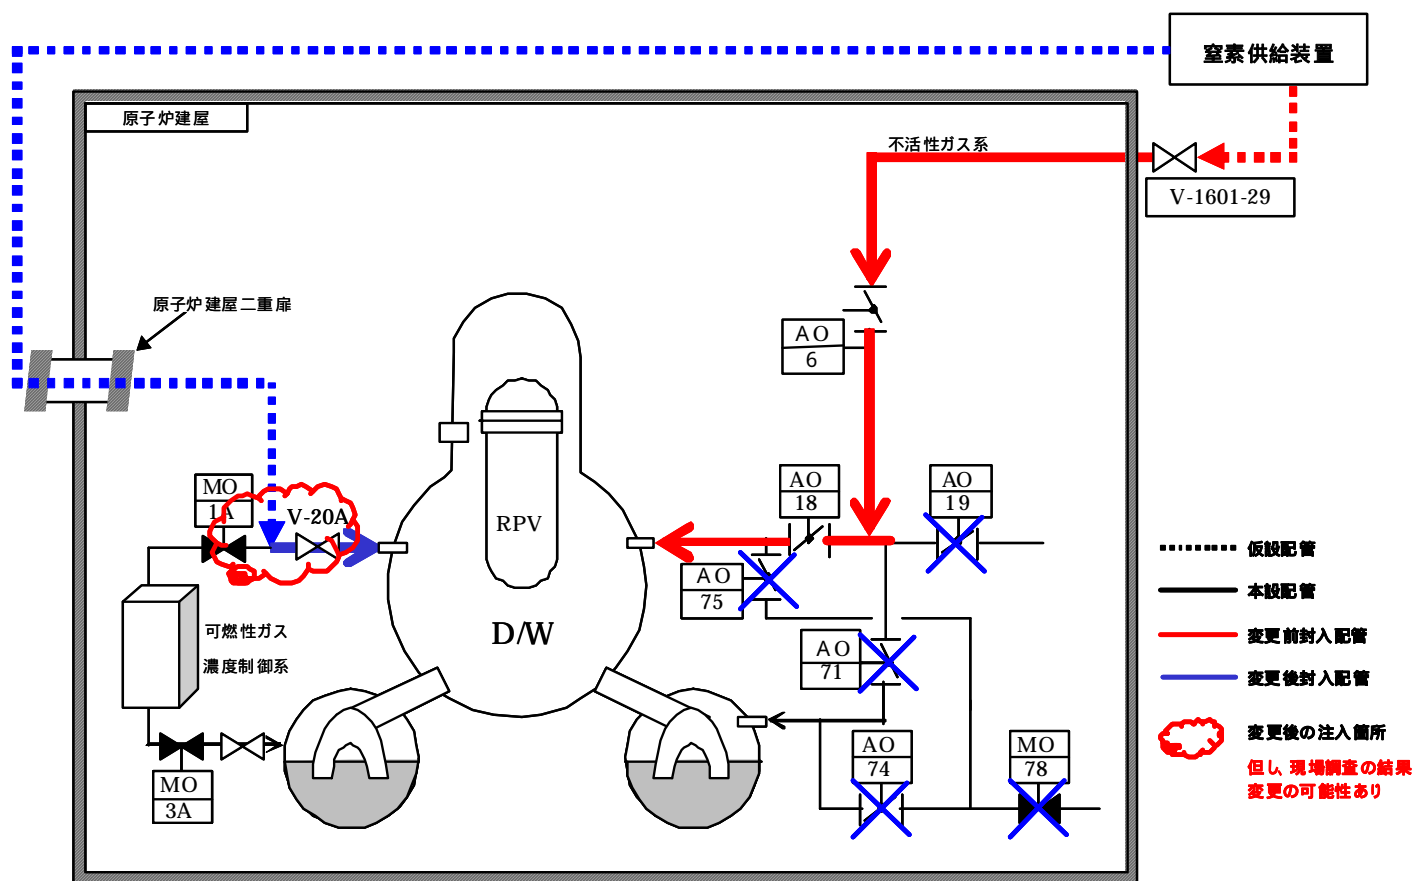 窒素供給装置
原子炉建屋
不活性ガス系
V-1601-29
原子炉建屋二重扉
AO
6
MO
1A
V-20A
RPV
AO
18
AO
19
AO
75
D/W
可燃性ガス
濃度制御系
AO
71
AO
74
MO
78
MO
3A
仮設配管
本設配管
変更前封入配管
変更後封入配管
変更後の注入箇所
但し、現場調査の結果
変更の可能性あり